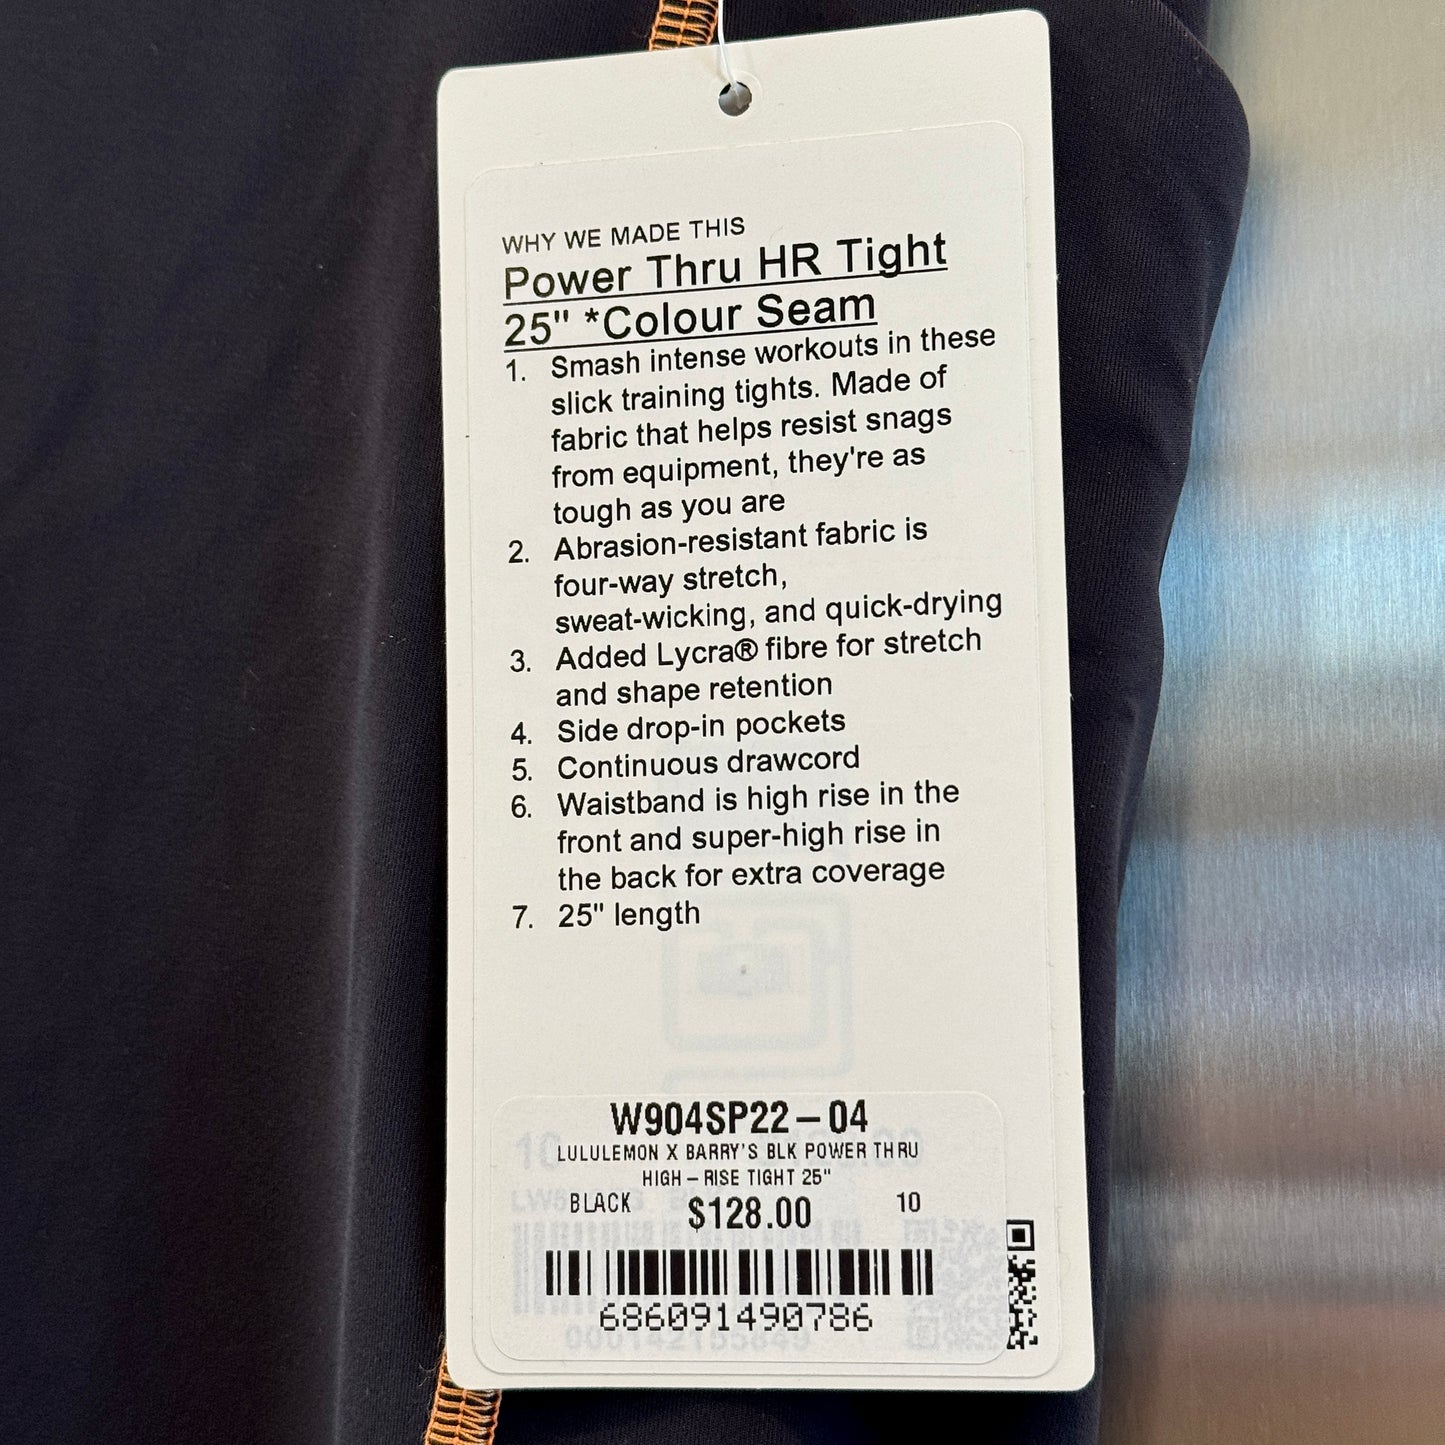 WHY WE MADE THIS
Power Thru HR Tight
25" *Colour Seam
1. Smash intense workouts in these
slick training tights. Made of
fabric that helps resist snags
from equipment, they're as
tough as you are
2. Abrasion-resistant fabric is
four-way stretch,
sweat-wicking, and quick-drying
3. Added Lycra® fibre for stretch
and shape retention
4. Side drop-in pockets
5. Continuous drawcord
6. Waistband is high rise in the
front and super-high rise in
the back for extra coverage
7. 25" length
W904SP22-04
LULULEMON X BARRY'S BLK POWER THRU
HIGH-RISE TIGHT 25"
BLACK $128.00 10
686091490786